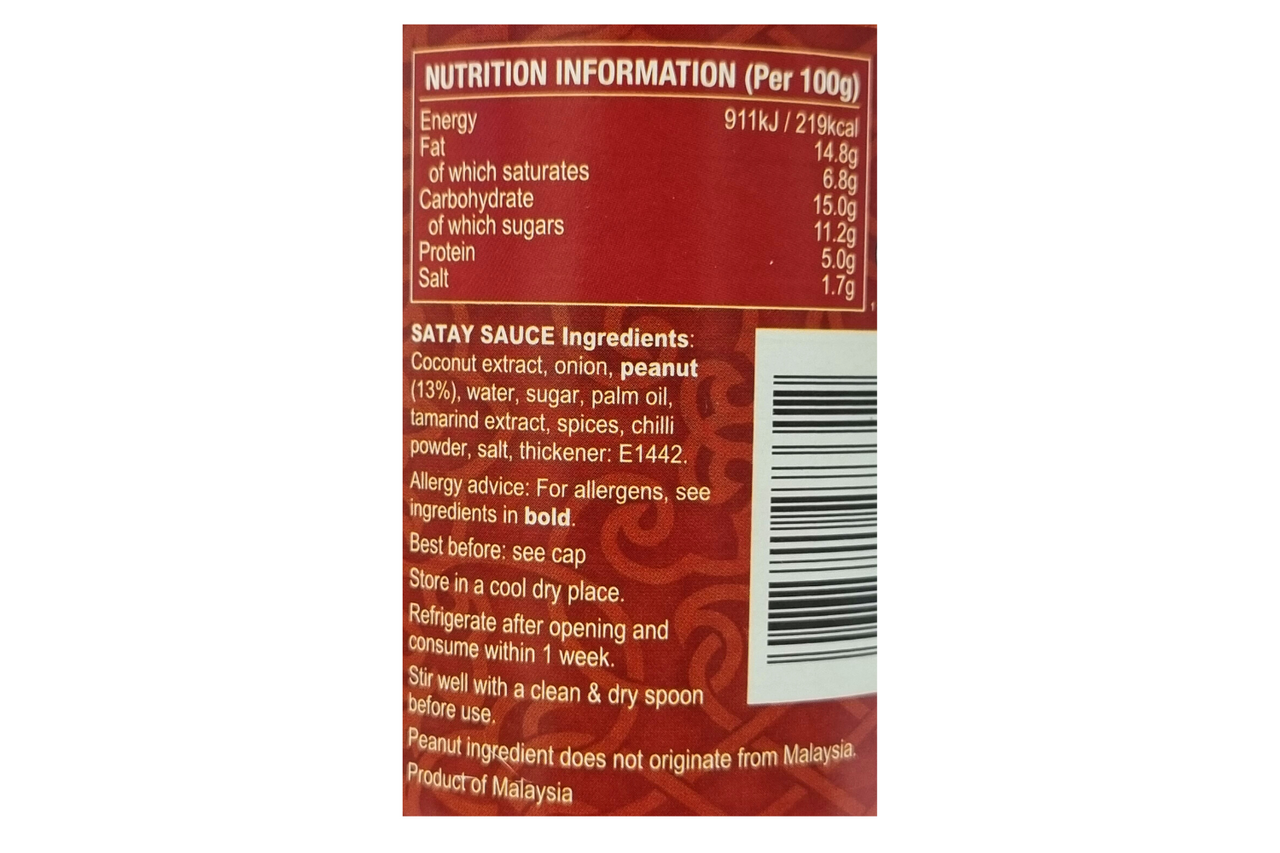 NUTRITION INFORMATION (Per 100g)
Energy 911kJ / 219kcal
Fat 14.8g
of which saturates 6.8g
Carbohydrate 15.0g
of which sugars 11.2g
Protein 5.0g
Salt 1.7g
SATAY SAUCE Ingredients:
Coconut extract, onion, peanut
(13%), water, sugar, palm oil,
tamarind extract, spices, chilli
powder, salt, thickener: E1442.
Allergy advice: For allergens, see
ingredients in bold.
Best before: see cap
Store in a cool dry place.
Refrigerate after opening and
consume within 1 week.
Stir well with a clean & dry spoon
before use.
Peanut ingredient does not originate from Malaysia.
Product of Malaysia